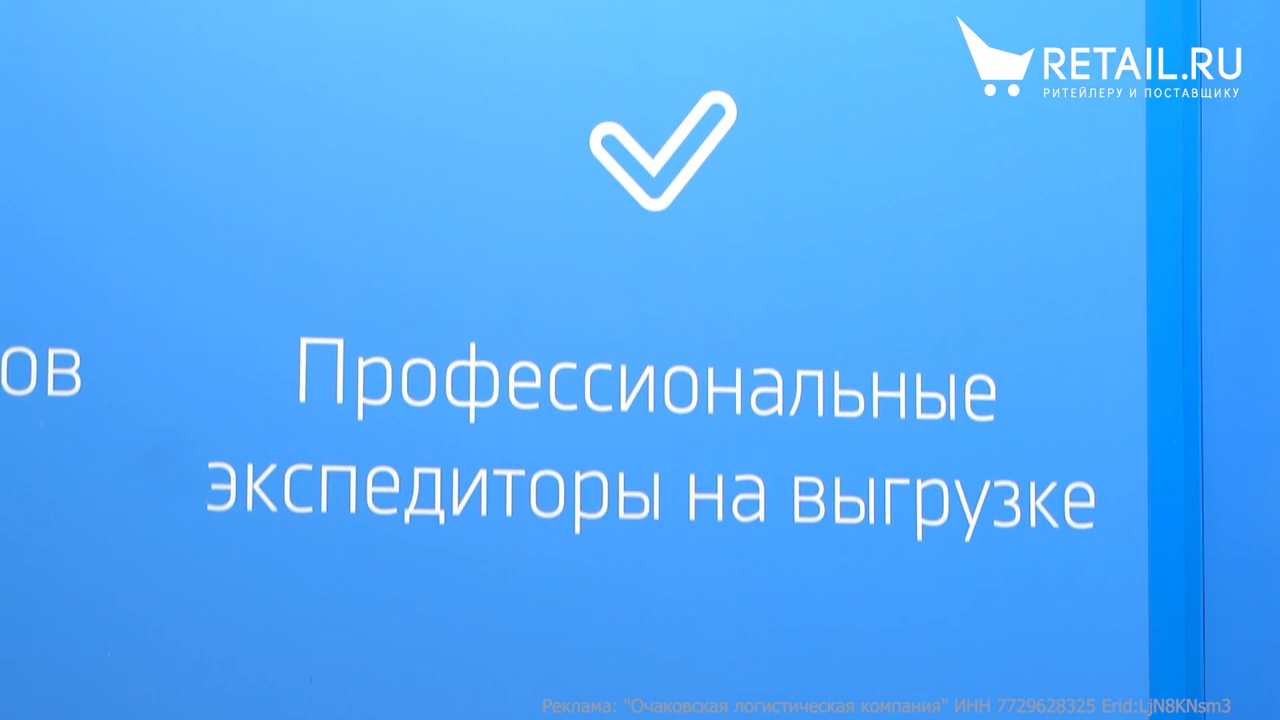 RETAIL.RU
РИТЕЙЛЕРУ И ПОСТАВЩИКУ
ов
Профессиональные
экспедиторы на выгрузке
Реклама: "Очаковская логистическая компания" ИНН 7729628325 Erid:LjN8KNsm3